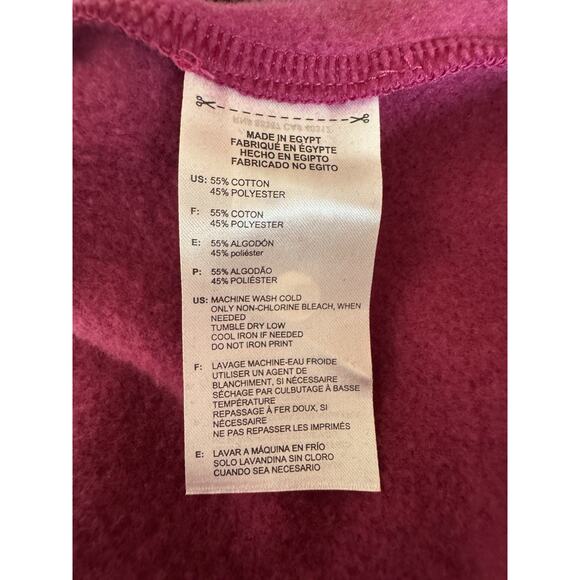 MADE IN EGYPT
FABRIQUÉ EN ÉGYPTE
HECHO EN EGIPTO
FABRICADO NO EGITO
US: 55% COTTON
45% POLYESTER
F: 55% COTON
45% POLYESTER
E: 55% ALGODÓN
45% poliéster
P: 55% ALGODÃO
45% POLIÉSTER
US: MACHINE WASH COLD
ONLY NON-CHLORINE BLEACH, WHEN
NEEDED
TUMBLE DRY LOW
COOL IRON IF NEEDED
DO NOT IRON PRINT
F: LAVAGE MACHINE-EAU FROIDE
UTILISER UN AGENT DE
BLANCHIMENT, SI NÉCESSAIRE
SÉCHAGE PAR CULBUTAGE À BASSE
TEMPÉRATURE
REPASSAGE À FER DOUX, SI
NÉCESSAIRE
NE PAS REPASSER LES IMPRIMÉS
E: LAVAR A MÁQUINA EN FRÍO
SOLO LAVANDINA SIN CLORO
CUANDO SEA NECESARIO